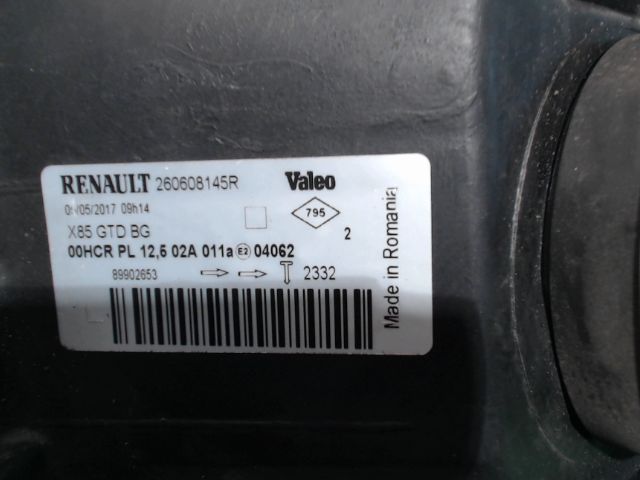 RENAULT 260608145R Valeo
/05/2017 09h14 795
X85 GTD BG 2
00HCR PL 12,5 02A 011a E2 04062
89902653 2332
Made in Romania